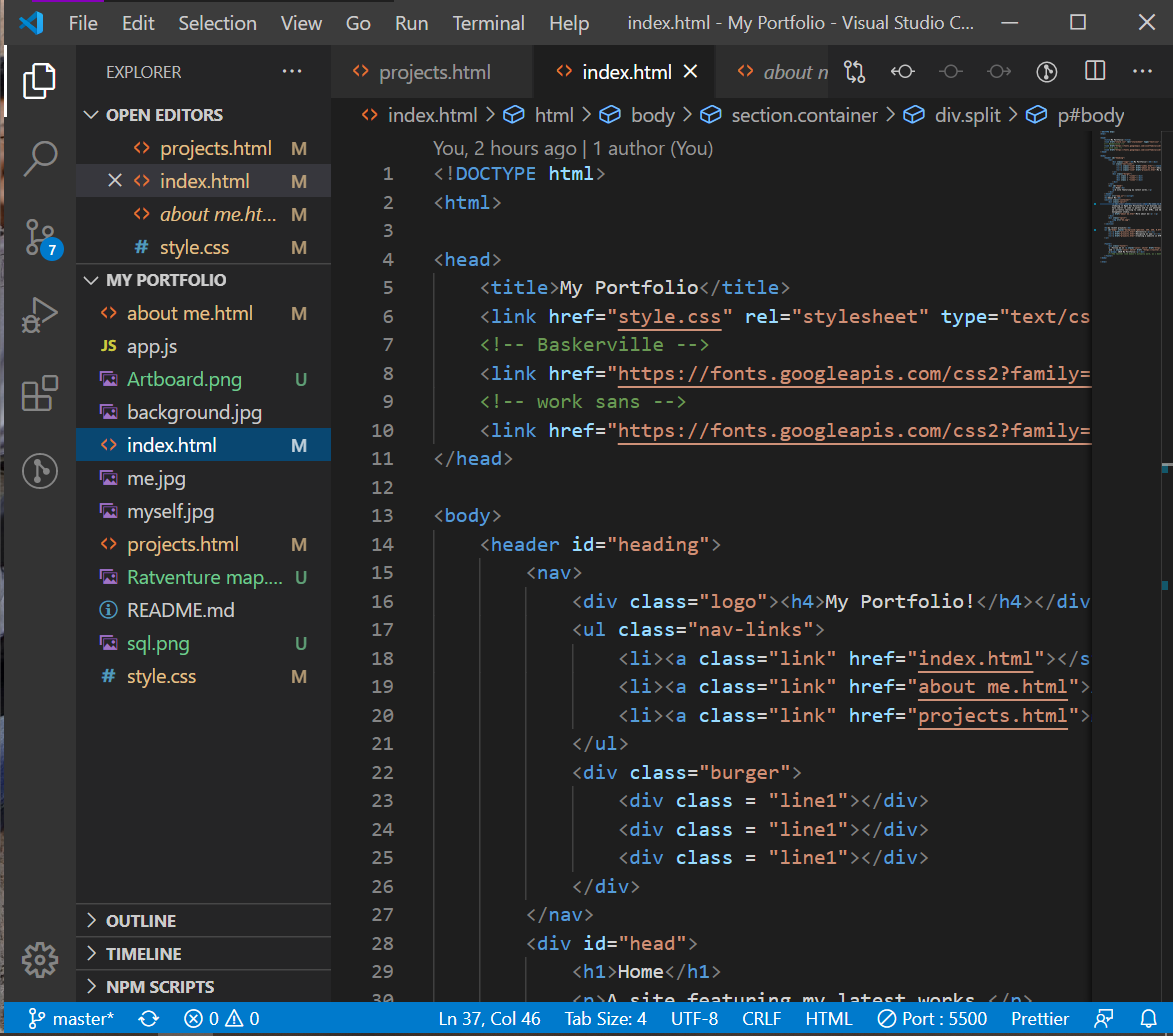 File Edit Selection View Go Run Terminal Help index.html - My Portfolio - Visual Studio C...
EXPLORER
OPEN EDITORS
projects.html M
index.html M
about me.ht... M
# style.css M
MY PORTFOLIO
about me.html M
JS app.js
Artboard.png U
background.jpg
index.html M
me.jpg
myself.jpg
projects.html M
Ratventure map.... U
README.md
sql.png U
# style.css M
OUTLINE
TIMELINE
NPM SCRIPTS
7
projects.html index.html about m
index.html > html > body > section.container > div.split > p#body
You, 2 hours ago | 1 author (You)
1 <!DOCTYPE html>
2 <html>
3
4 <head>
5 <title>My Portfolio</title>
6 <link href="style.css" rel="stylesheet" type="text/cs
7 <!-- Baskerville -->
8 <link href="https://fonts.googleapis.com/css2?family=
9 <!-- work sans -->
10 <link href="https://fonts.googleapis.com/css2?family=
11 </head>
12
13 <body>
14 <header id="heading">
15 <nav>
16 <div class="logo"><h4>My Portfolio!</h4></div
17 <ul class="nav-links">
18 <li><a class="link" href="index.html"></s
19 <li><a class="link" href="about me.html">
20 <li><a class="link" href="projects.html">
21 </ul>
22 <div class="burger">
23 <div class = "line1"></div>
24 <div class = "line1"></div>
25 <div class = "line1"></div>
26 </div>
27 </nav>
28 <div id="head">
29 <h1>Home</h1>
30 <p>A site featuring my latest works.</p>
master* 0 0 Ln 37, Col 46 Tab Size: 4 UTF-8 CRLF HTML Port : 5500 Prettier